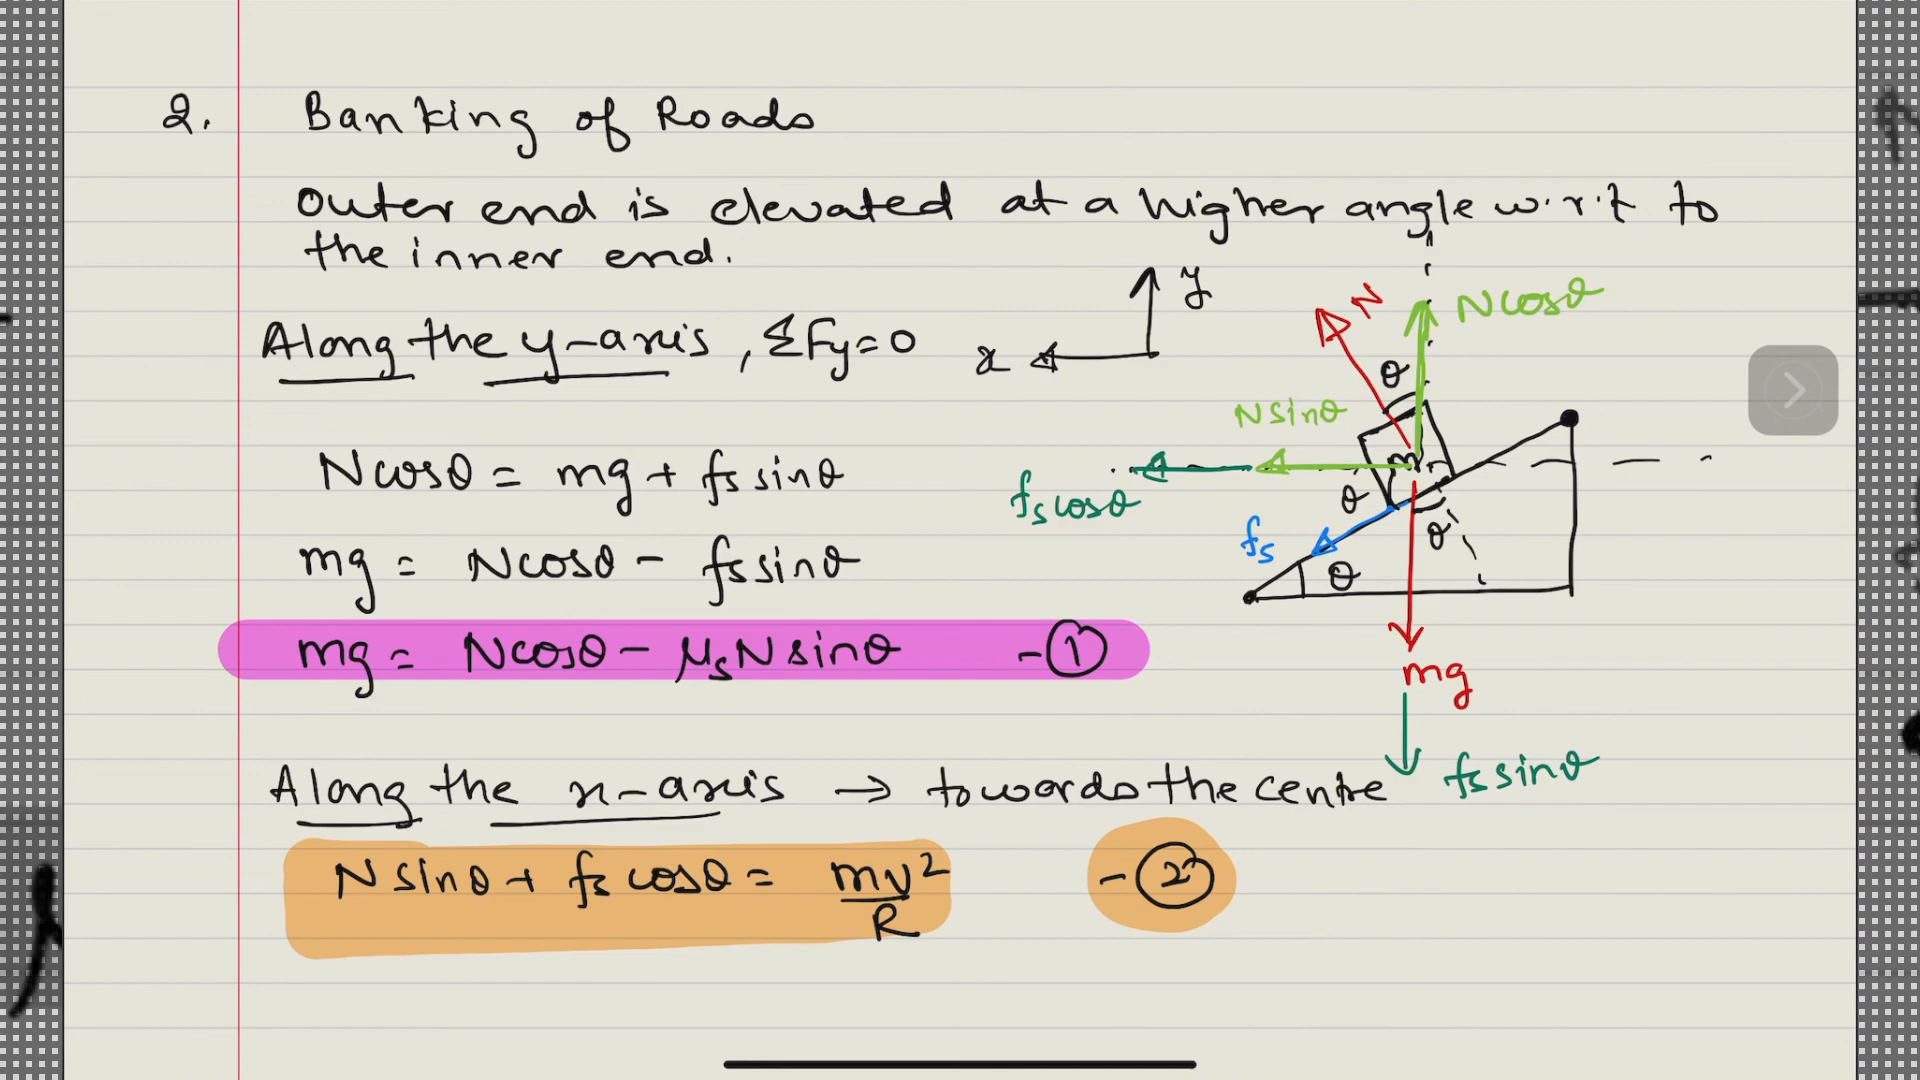 2. Banking of Roads
Outer end is elevated at a higher angle w.r.t to
the inner end.
Along the y-axis, ΣFy=0
x
y
N
Ncosθ
θ
Nsinθ
m
fs cosθ
θ
fs
θ
θ
mg
fs sinθ
Ncosθ = mg + fs sinθ
mg = Ncosθ - fs sinθ
mg = Ncosθ - μsN sinθ -①
Along the x-axis → towards the centre
N sinθ + fs cosθ = mv²/R -②